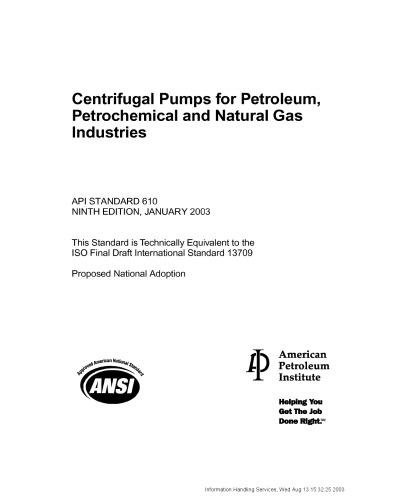 Centrifugal Pumps for Petroleum,
Petrochemical and Natural Gas
Industries
API STANDARD 610
NINTH EDITION, JANUARY 2003
This Standard is Technically Equivalent to the
ISO Final Draft International Standard 13709
Proposed National Adoption
Approved American National Standard
ANSI
API
American
Petroleum
Institute
Helping You
Get The Job
Done Right.℠
Information Handling Services, Wed Aug 13 15:32:25 2003